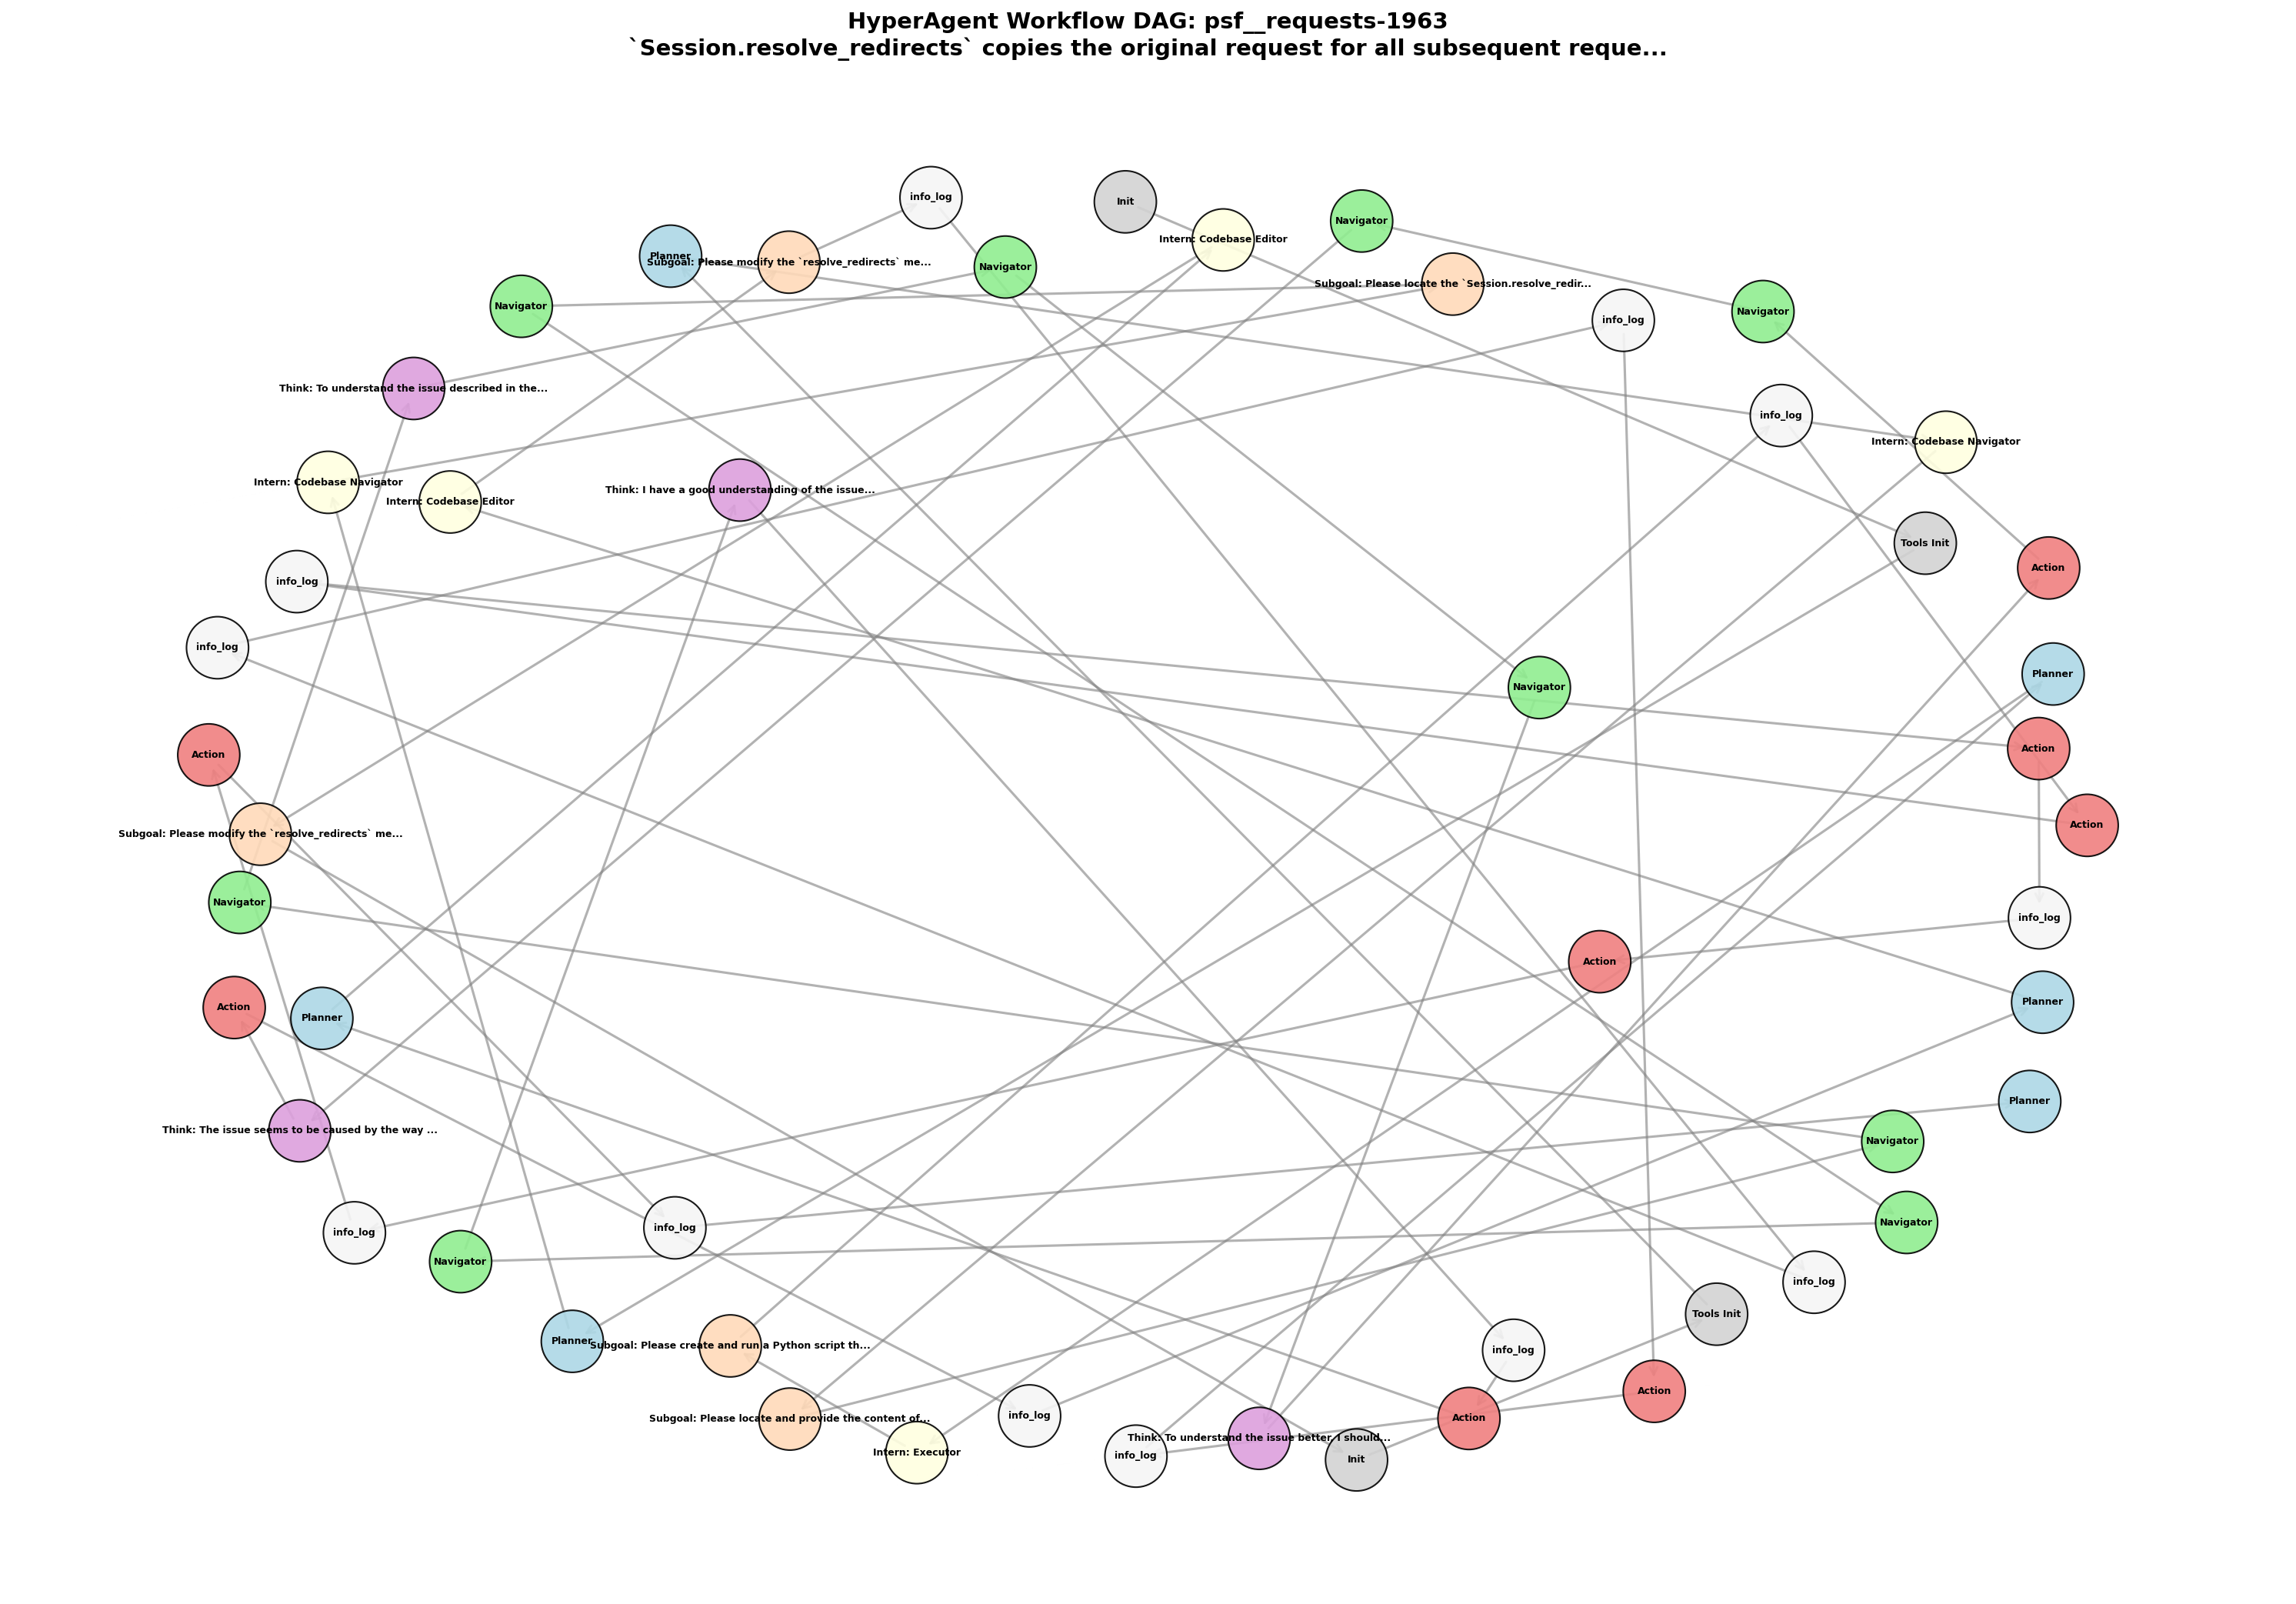 HyperAgent Workflow DAG: psf__requests-1963
`Session.resolve_redirects` copies the original request for all subsequent reque...
info_log
Init
Navigator
Intern: Codebase Editor
Planner
Subgoal: Please modify the `resolve_redirects` me...
Navigator
Subgoal: Please locate the `Session.resolve_redir...
Navigator
Navigator
info_log
Think: To understand the issue described in the...
info_log
Intern: Codebase Navigator
Intern: Codebase Navigator
Think: I have a good understanding of the issue...
Intern: Codebase Editor
Tools Init
Action
info_log
info_log
Planner
Navigator
Action
Action
Action
Subgoal: Please modify the `resolve_redirects` me...
Navigator
info_log
Action
Planner
Action
Planner
Planner
Think: The issue seems to be caused by the way ...
Navigator
Navigator
info_log
info_log
Navigator
info_log
Tools Init
Planner
Subgoal: Please create and run a Python script th...
info_log
Action
info_log
Action
Subgoal: Please locate and provide the content of...
Think: To understand the issue better, I should...
Intern: Executor
info_log
Init